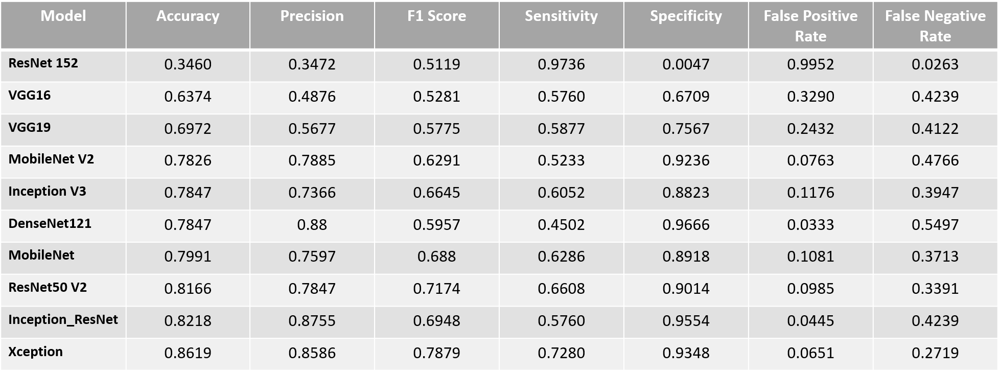 Model Accuracy Precision F1 Score Sensitivity Specificity False Positive Rate False Negative Rate
ResNet 152 0.3460 0.3472 0.5119 0.9736 0.0047 0.9952 0.0263
VGG16 0.6374 0.4876 0.5281 0.5760 0.6709 0.3290 0.4239
VGG19 0.6972 0.5677 0.5775 0.5877 0.7567 0.2432 0.4122
MobileNet V2 0.7826 0.7885 0.6291 0.5233 0.9236 0.0763 0.4766
Inception V3 0.7847 0.7366 0.6645 0.6052 0.8823 0.1176 0.3947
DenseNet121 0.7847 0.88 0.5957 0.4502 0.9666 0.0333 0.5497
MobileNet 0.7991 0.7597 0.688 0.6286 0.8918 0.1081 0.3713
ResNet50 V2 0.8166 0.7847 0.7174 0.6608 0.9014 0.0985 0.3391
Inception_ResNet 0.8218 0.8755 0.6948 0.5760 0.9554 0.0445 0.4239
Xception 0.8619 0.8586 0.7879 0.7280 0.9348 0.0651 0.2719